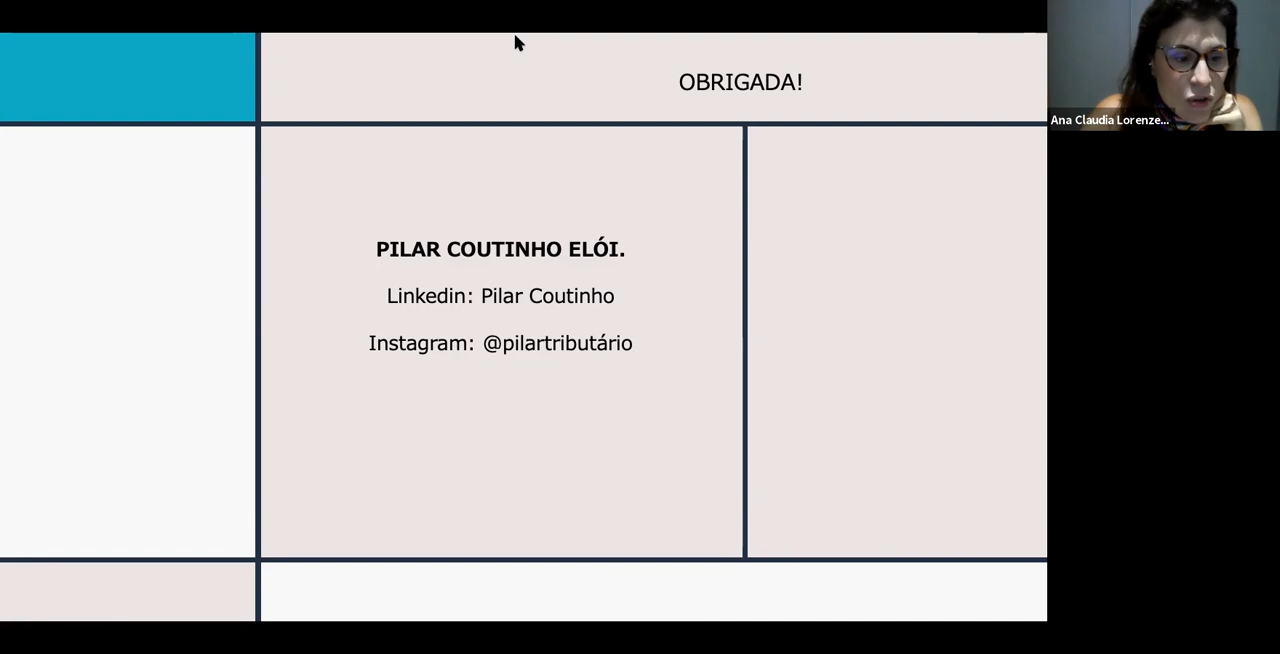 OBRIGADA!
PILAR COUTINHO ELÓI.
Linkedin: Pilar Coutinho
Instagram: @pilartributário
Ana Claudia Lorenze...